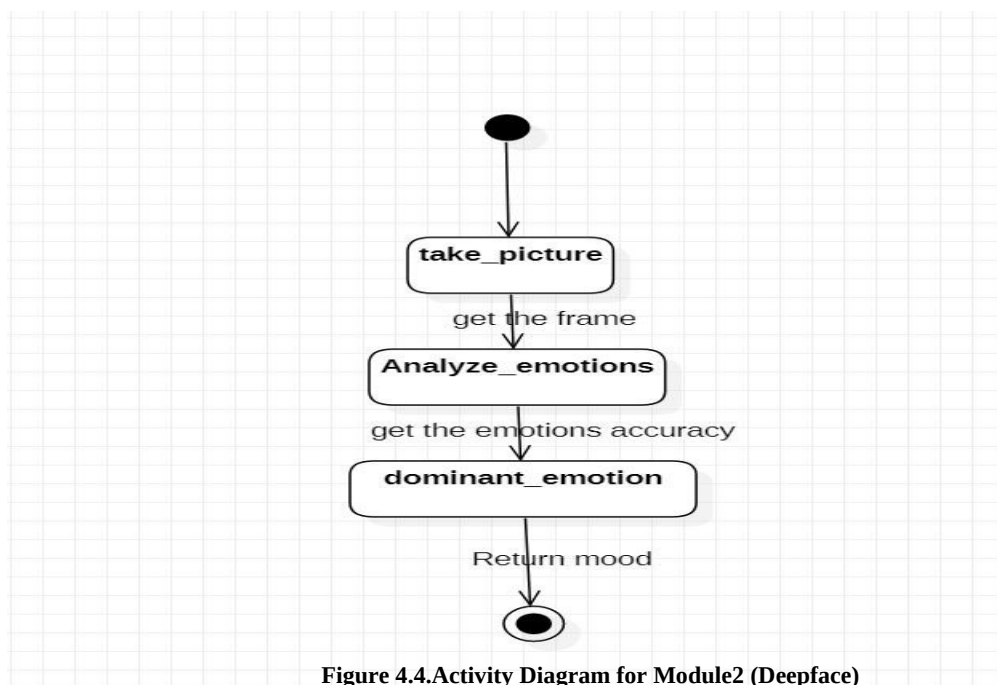 take_picture
get the frame
Analyze_emotions
get the emotions accuracy
dominant_emotion
Return mood
Figure 4.4.Activity Diagram for Module2 (Deepface)